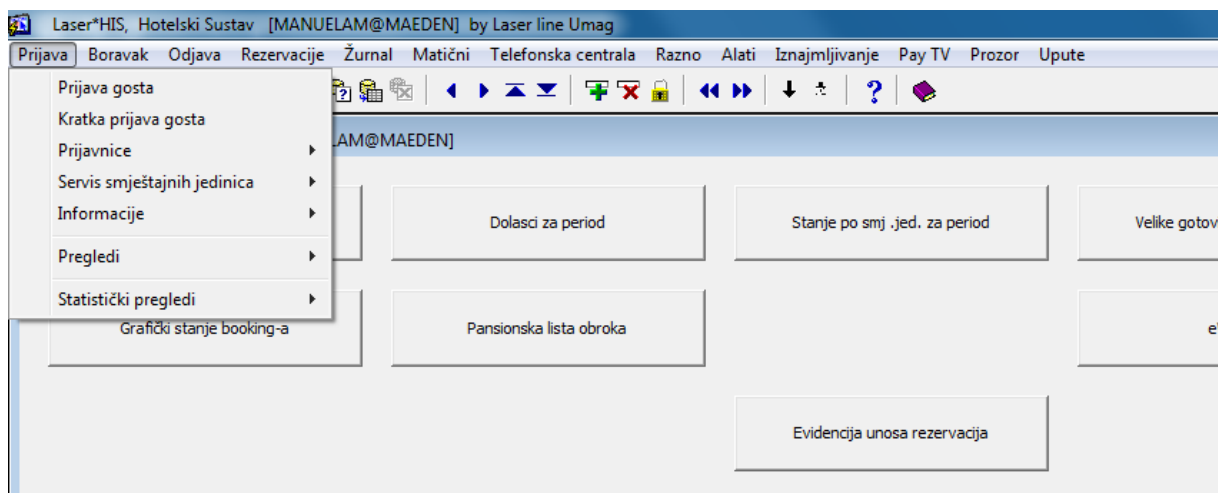 Laser*HIS, Hotelski Sustav [MANUELAM@MAEDEN] by Laser line Umag
Prijava Boravak Odjava Rezervacije Žurnal Matični Telefonska centrala Razno Alati Iznajmljivanje Pay TV Prozor Upute
Prijava gosta
Kratka prijava gosta
Prijavnice
Servis smještajnih jedinica
Informacije
Pregledi
Statistički pregledi
LAM@MAEDEN]
Dolasci za period
Stanje po smj .jed. za period
Velike gotov
Grafički stanje booking-a
Pansionska lista obroka
e
Evidencija unosa rezervacija